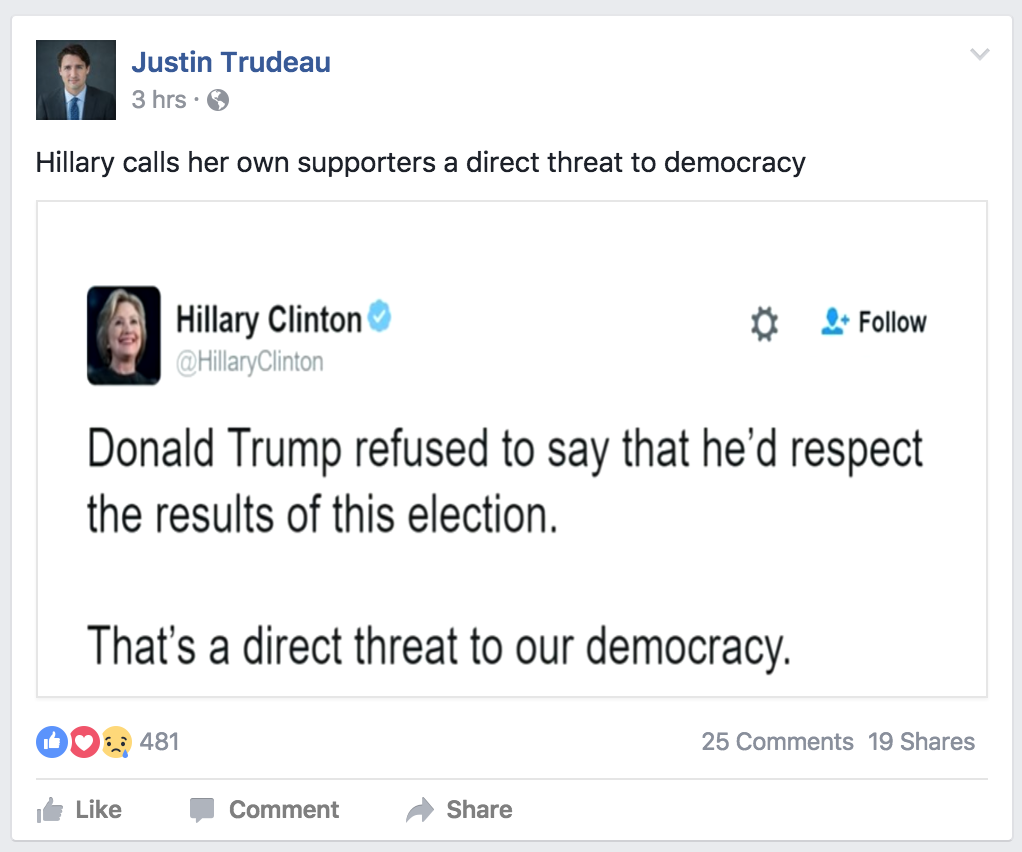 Justin Trudeau
3 hrs ·
Hillary calls her own supporters a direct threat to democracy
Hillary Clinton
@HillaryClinton
Follow
Donald Trump refused to say that he’d respect
the results of this election.
That’s a direct threat to our democracy.
481
25 Comments 19 Shares
Like Comment Share